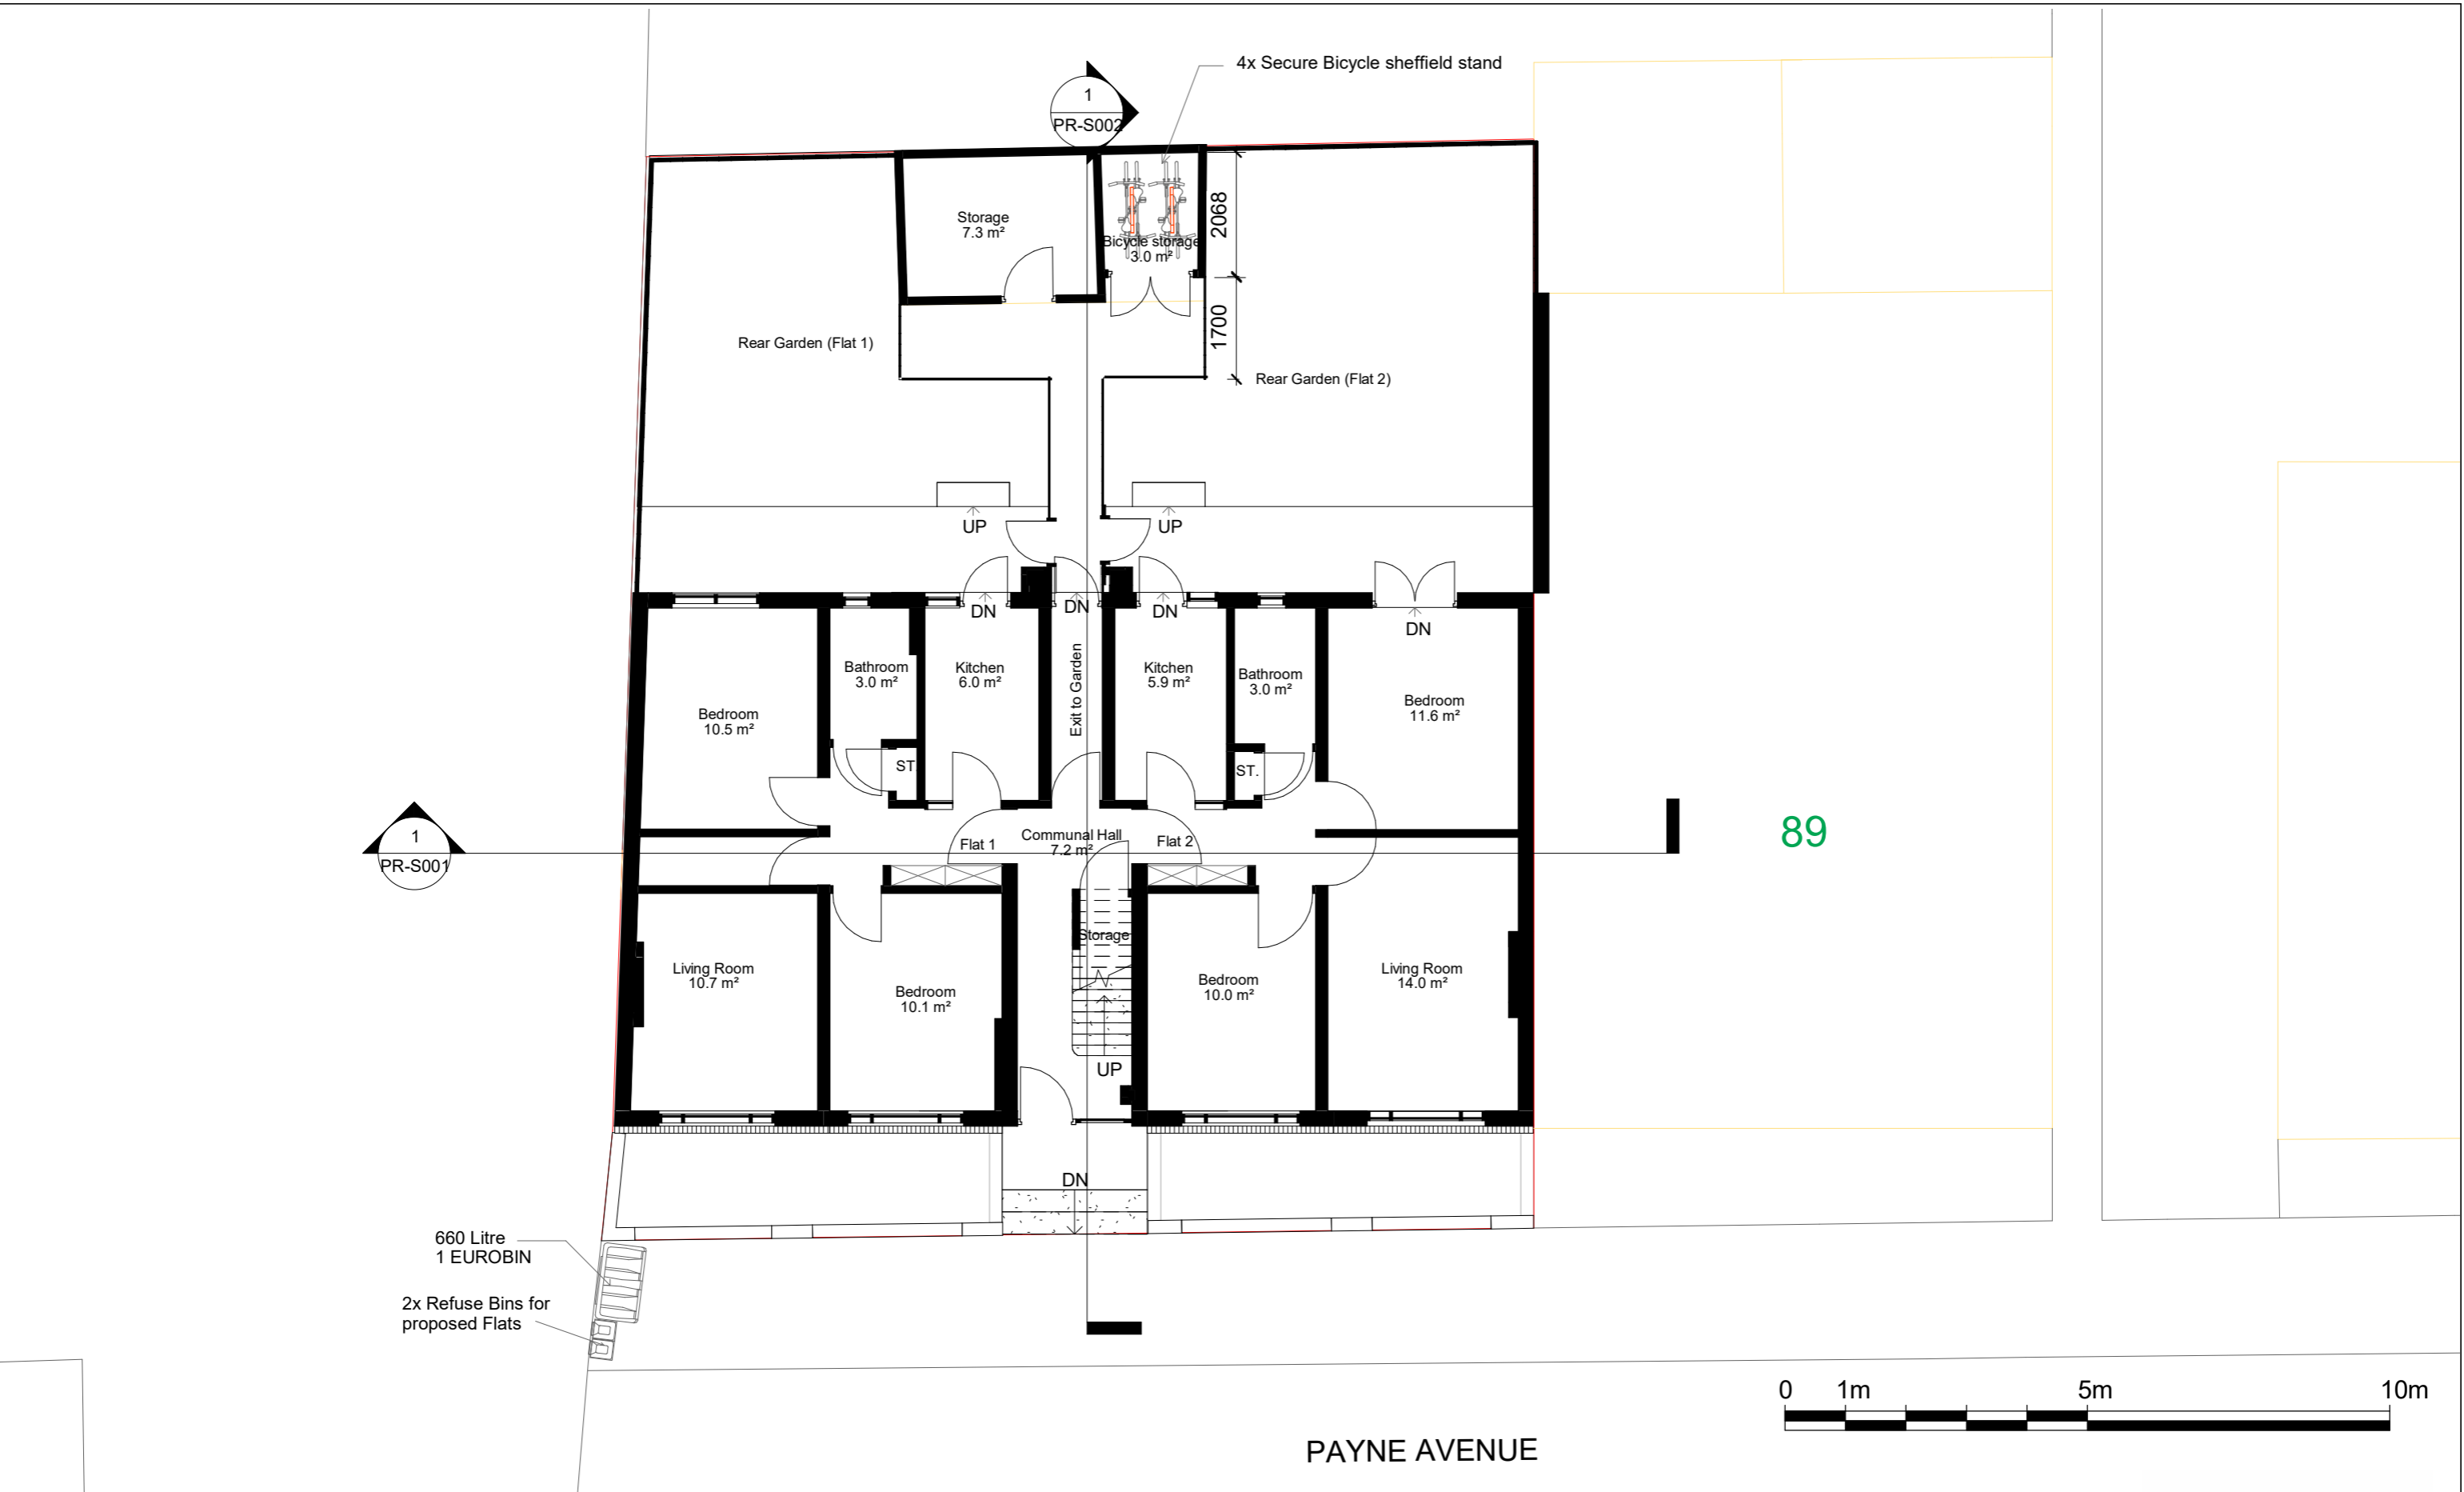 4x Secure Bicycle sheffield stand
1
PR-S002
Storage
7.3 m²
Bicycle storage
3.0 m²
2068
1700
Rear Garden (Flat 1)
Rear Garden (Flat 2)
UP
UP
DN
DN
DN
DN
Bathroom
3.0 m²
Kitchen
6.0 m²
Exit to Garden
Kitchen
5.9 m²
Bathroom
3.0 m²
Bedroom
10.5 m²
Bedroom
11.6 m²
ST.
ST.
1
PR-S001
Flat 1
Communal Hall
7.2 m²
Flat 2
89
Storage
Living Room
10.7 m²
Bedroom
10.1 m²
Bedroom
10.0 m²
Living Room
14.0 m²
UP
DN
660 Litre
1 EUROBIN
2x Refuse Bins for
proposed Flats
0 1m 5m 10m
PAYNE AVENUE